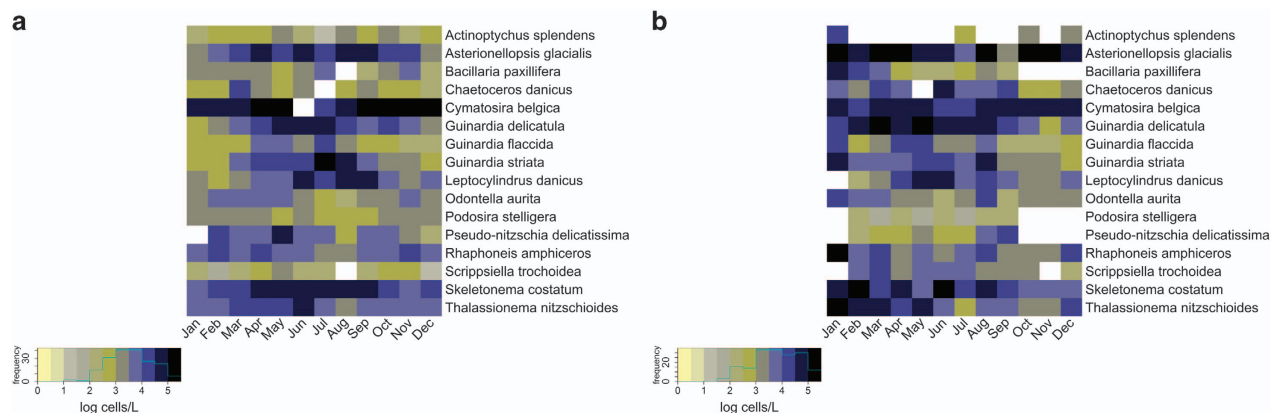 a
Actinoptychus splendens
Asterionellopsis glacialis
Bacillaria paxillifera
Chaetoceros danicus
Cymatosira belgica
Guinardia delicatula
Guinardia flaccida
Guinardia striata
Leptocylindrus danicus
Odontella aurita
Podosira stelligera
Pseudo-nitzschia delicatissima
Rhaphoneis amphiceros
Scrippsiella trochoidea
Skeletonema costatum
Thalassionema nitzschioides
Jan Feb Mar Apr May Jun Jul Aug Sep Oct Nov Dec
frequency
0 30
0 1 2 3 4 5
log cells/L
b
Actinoptychus splendens
Asterionellopsis glacialis
Bacillaria paxillifera
Chaetoceros danicus
Cymatosira belgica
Guinardia delicatula
Guinardia flaccida
Guinardia striata
Leptocylindrus danicus
Odontella aurita
Podosira stelligera
Pseudo-nitzschia delicatissima
Rhaphoneis amphiceros
Scrippsiella trochoidea
Skeletonema costatum
Thalassionema nitzschioides
Jan Feb Mar Apr May Jun Jul Aug Sep Oct Nov Dec
frequency
0 20
0 1 2 3 4 5
log cells/L